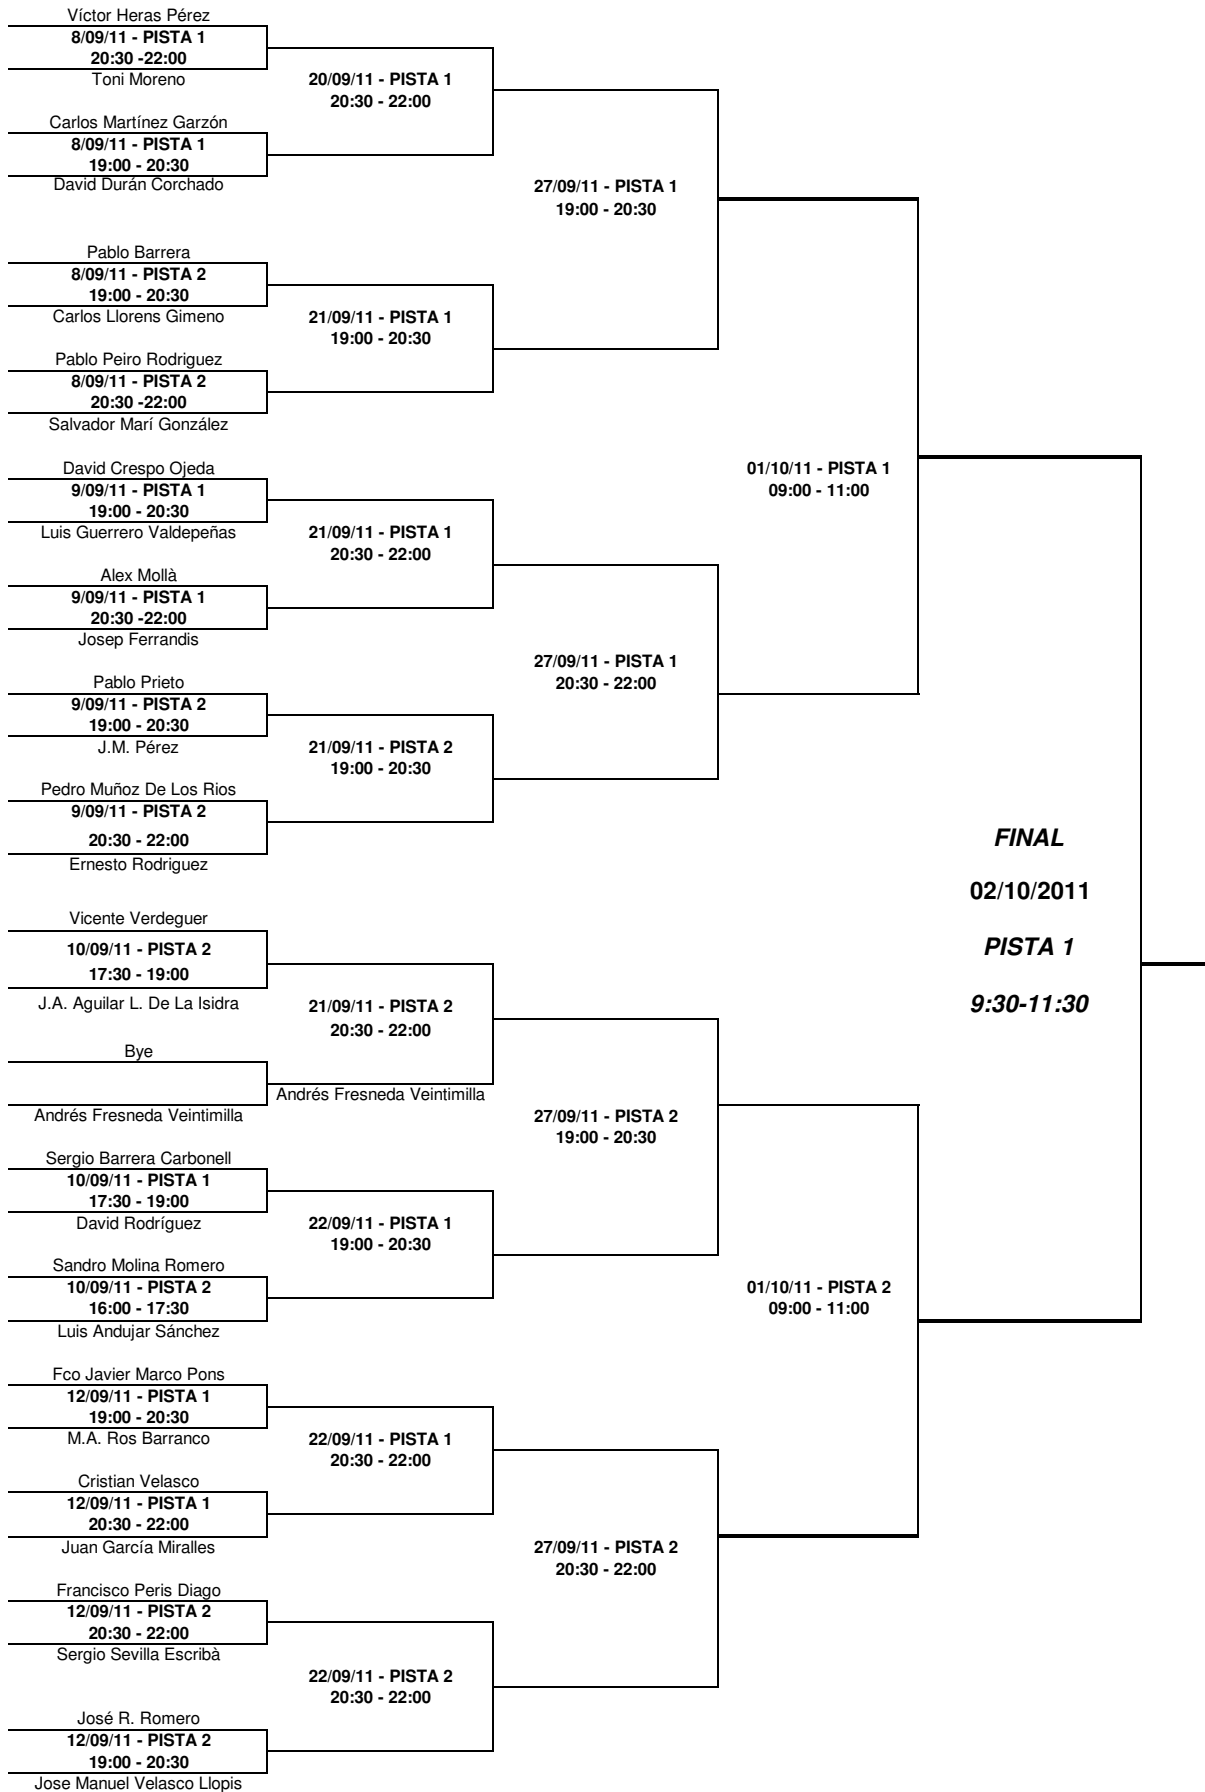 Víctor Heras Pérez
8/09/11 - PISTA 1
20:30 -22:00
Toni Moreno
20/09/11 - PISTA 1
20:30 - 22:00
Carlos Martínez Garzón
8/09/11 - PISTA 1
19:00 - 20:30
David Durán Corchado
27/09/11 - PISTA 1
19:00 - 20:30
Pablo Barrera
8/09/11 - PISTA 2
19:00 - 20:30
Carlos Llorens Gimeno
21/09/11 - PISTA 1
19:00 - 20:30
Pablo Peiro Rodriguez
8/09/11 - PISTA 2
20:30 -22:00
Salvador Marí González
David Crespo Ojeda
9/09/11 - PISTA 1
19:00 - 20:30
Luis Guerrero Valdepeñas
01/10/11 - PISTA 1
09:00 - 11:00
21/09/11 - PISTA 1
20:30 - 22:00
Alex Mollà
9/09/11 - PISTA 1
20:30 -22:00
Josep Ferrandis
27/09/11 - PISTA 1
20:30 - 22:00
Pablo Prieto
9/09/11 - PISTA 2
19:00 - 20:30
J.M. Pérez
21/09/11 - PISTA 2
19:00 - 20:30
Pedro Muñoz De Los Rios
9/09/11 - PISTA 2
20:30 - 22:00
Ernesto Rodriguez
FINAL
02/10/2011
PISTA 1
9:30-11:30
Vicente Verdeguer
10/09/11 - PISTA 2
17:30 - 19:00
J.A. Aguilar L. De La Isidra
21/09/11 - PISTA 2
20:30 - 22:00
Bye
Andrés Fresneda Veintimilla
Andrés Fresneda Veintimilla
27/09/11 - PISTA 2
19:00 - 20:30
Sergio Barrera Carbonell
10/09/11 - PISTA 1
17:30 - 19:00
David Rodríguez
22/09/11 - PISTA 1
19:00 - 20:30
Sandro Molina Romero
10/09/11 - PISTA 2
16:00 - 17:30
Luis Andujar Sánchez
01/10/11 - PISTA 2
09:00 - 11:00
Fco Javier Marco Pons
12/09/11 - PISTA 1
19:00 - 20:30
M.A. Ros Barranco
22/09/11 - PISTA 1
20:30 - 22:00
Cristian Velasco
12/09/11 - PISTA 1
20:30 - 22:00
Juan García Miralles
27/09/11 - PISTA 2
20:30 - 22:00
Francisco Peris Diago
12/09/11 - PISTA 2
20:30 - 22:00
Sergio Sevilla Escribà
22/09/11 - PISTA 2
20:30 - 22:00
José R. Romero
12/09/11 - PISTA 2
19:00 - 20:30
Jose Manuel Velasco Llopis